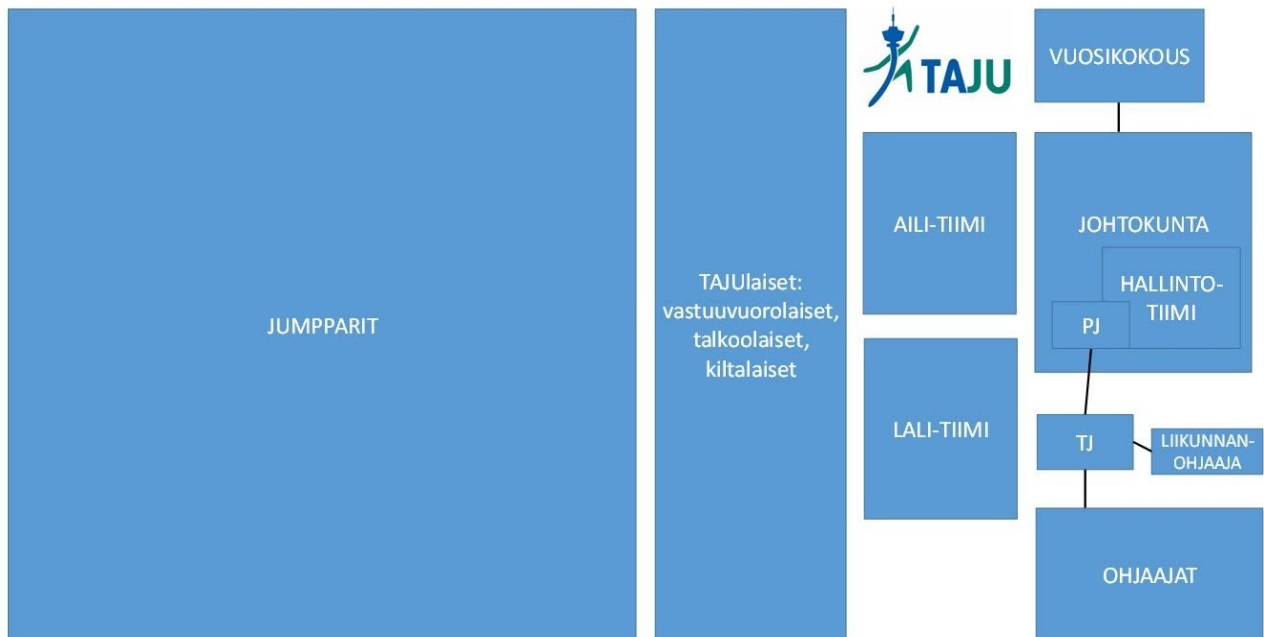 JUMPPARIT
TAJUlaiset:
vastuuvuorolaiset,
talkoolaiset,
kiltalaiset
TAJU
AILI-TIIMI
LALI-TIIMI
VUOSIKOKOUS
JOHTOKUNTA
HALLINTO-
TIIMI
PJ
TJ
LIIKUNNAN-
OHJAAJA
OHJAAJAT